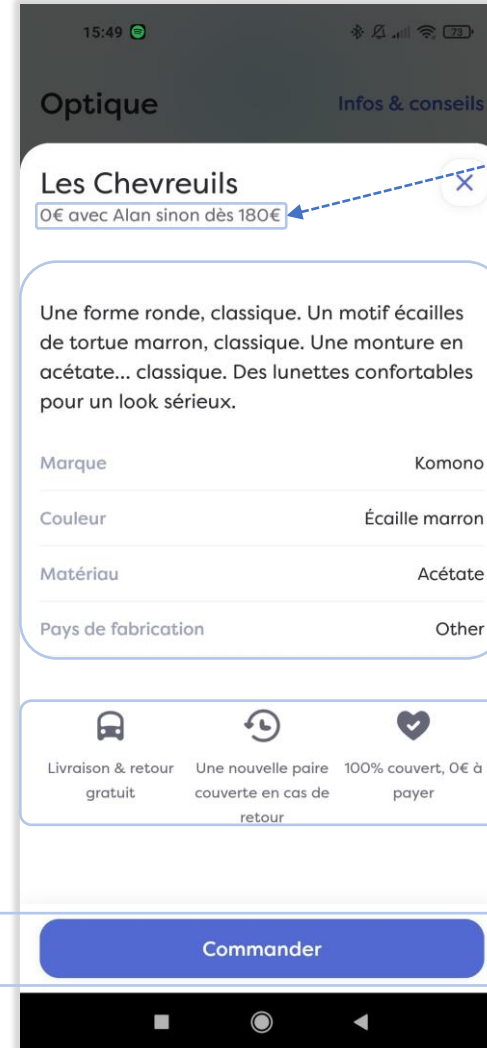 15:49
73
Optique
Infos & conseils
Les Chevreuils
0€ avec Alan sinon dès 180€
Une forme ronde, classique. Un motif écailles
de tortue marron, classique. Une monture en
acétate... classique. Des lunettes confortables
pour un look sérieux.
Marque Komono
Couleur Écaille marron
Matériau Acétate
Pays de fabrication Other
Livraison & retour
gratuit
Une nouvelle paire
couverte en cas de
retour
100% couvert, 0€ à
payer
Commander